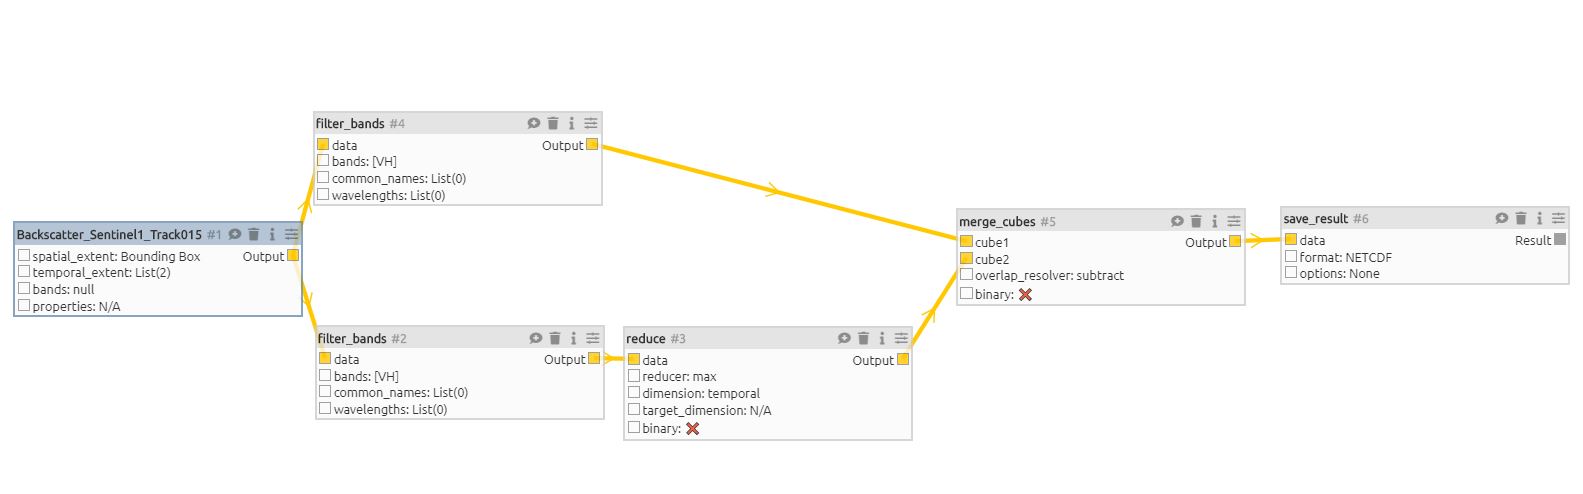 filter_bands #4
data
Output
bands: [VH]
common_names: List(0)
wavelengths: List(0)
Backscatter_Sentinel1_Track015 #1
spatial_extent: Bounding Box
Output
temporal_extent: List(2)
bands: null
properties: N/A
filter_bands #2
data
Output
bands: [VH]
common_names: List(0)
wavelengths: List(0)
reduce #3
data
Output
reducer: max
dimension: temporal
target_dimension: N/A
binary:
merge_cubes #5
cube1
Output
cube2
overlap_resolver: subtract
binary:
save_result #6
data
Result
format: NETCDF
options: None